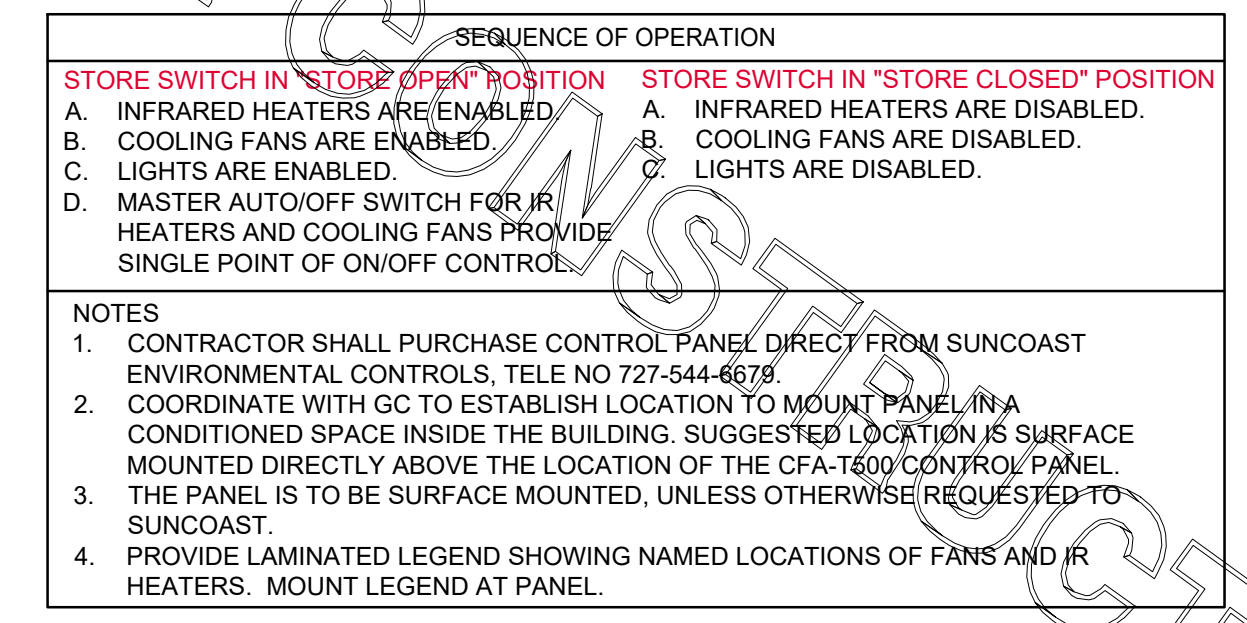 SEQUENCE OF OPERATION
STORE SWITCH IN "STORE OPEN" POSITION
A. INFRARED HEATERS ARE ENABLED.
B. COOLING FANS ARE ENABLED.
C. LIGHTS ARE ENABLED.
D. MASTER AUTO/OFF SWITCH FOR IR
HEATERS AND COOLING FANS PROVIDE
SINGLE POINT OF ON/OFF CONTROL.
STORE SWITCH IN "STORE CLOSED" POSITION
A. INFRARED HEATERS ARE DISABLED.
B. COOLING FANS ARE DISABLED.
C. LIGHTS ARE DISABLED.
NOTES
1. CONTRACTOR SHALL PURCHASE CONTROL PANEL DIRECT FROM SUNCOAST
ENVIRONMENTAL CONTROLS, TELE NO 727-544-6679.
2. COORDINATE WITH GC TO ESTABLISH LOCATION TO MOUNT PANEL IN A
CONDITIONED SPACE INSIDE THE BUILDING. SUGGESTED LOCATION IS SURFACE
MOUNTED DIRECTLY ABOVE THE LOCATION OF THE CFA-T500 CONTROL PANEL.
3. THE PANEL IS TO BE SURFACE MOUNTED, UNLESS OTHERWISE REQUESTED TO
SUNCOAST.
4. PROVIDE LAMINATED LEGEND SHOWING NAMED LOCATIONS OF FANS AND IR
HEATERS. MOUNT LEGEND AT PANEL.
CONSTRUCT